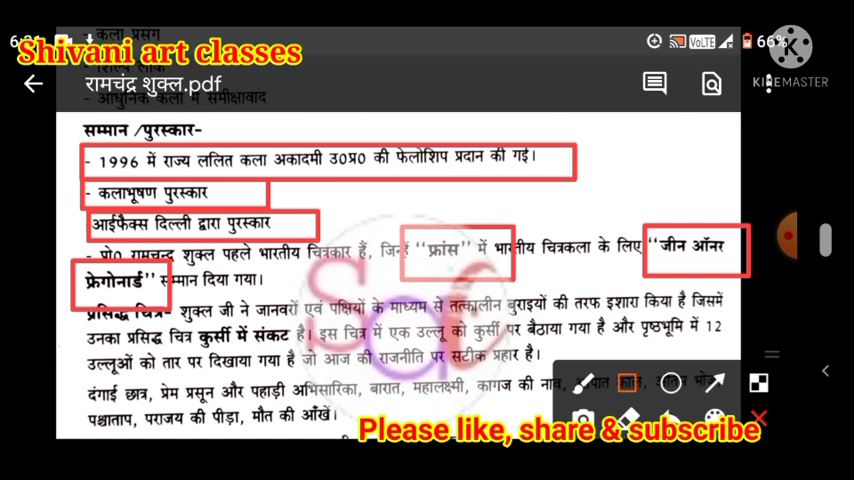 - कला प्रसंग
Shivani art classes
66%
- शिल्प लोक
रामचंद्र शुक्ल.pdf
KINEMASTER
- आधुनिक कला में समीक्षावाद
सम्मान /पुरस्कार-
- 1996 में राज्य ललित कला अकादमी उ0प्र0 की फेलोशिप प्रदान की गई।
- कलाभूषण पुरस्कार
आईफैक्स दिल्ली द्वारा पुरस्कार
- प्रो0 रामचन्द्र शुक्ल पहले भारतीय चित्रकार हैं, जिन्हें "फ्रांस" में भारतीय चित्रकला के लिए "जीन ऑनर
फ्रेगोनार्ड" सम्मान दिया गया।
प्रसिद्ध चित्र- शुक्ल जी ने जानवरों एवं पक्षियों के माध्यम से तत्कालीन बुराइयों की तरफ इशारा किया है जिसमें
उनका प्रसिद्ध चित्र कुर्सी में संकट है। इस चित्र में एक उल्लू को कुर्सी पर बैठाया गया है और पृष्ठभूमि में 12
उल्लूओं को तार पर दिखाया गया है जो आज की राजनीति पर सटीक प्रहार है।
दंगाई छात्र, प्रेम प्रसून और पहाड़ी अभिसारिका, बारात, महालक्ष्मी, कागज की नाव,
पश्चाताप, पराजय की पीड़ा, मौत की आँखें।
Please like, share & subscribe